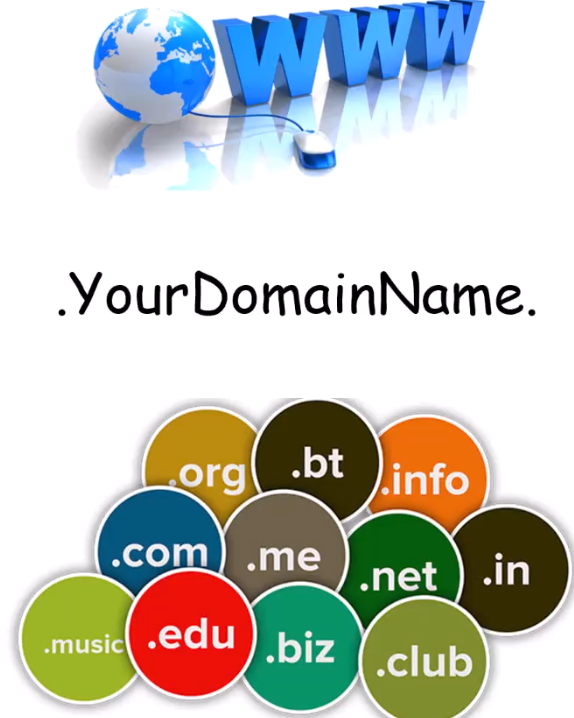 WWW
.YourDomainName.
.org .bt .info
.com .me .net .in
.music .edu .biz .club